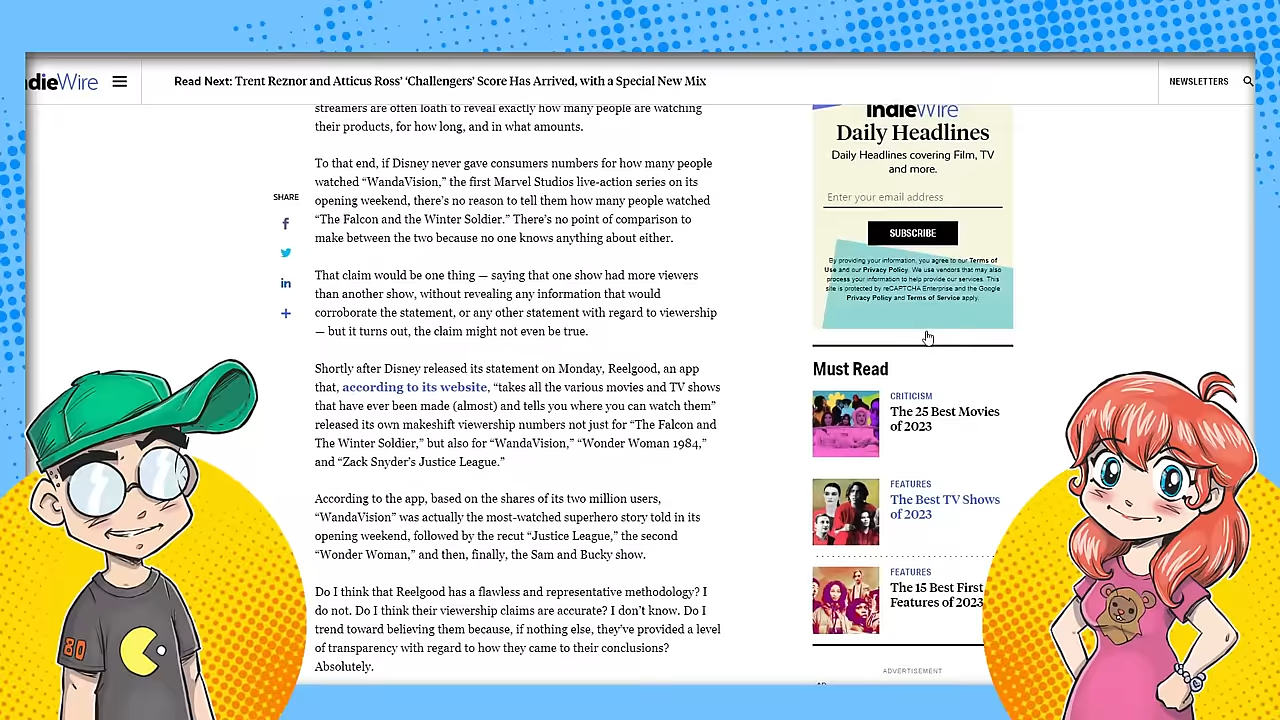 dieWire
Read Next: Trent Reznor and Atticus Ross’ ‘Challengers’ Score Has Arrived, with a Special New Mix
NEWSLETTERS
streamers are often loath to reveal exactly how many people are watching
their products, for how long, and in what amounts.
To that end, if Disney never gave consumers numbers for how many people
watched “WandaVision,” the first Marvel Studios live-action series on its
opening weekend, there’s no reason to tell them how many people watched
“The Falcon and the Winter Soldier.” There’s no point of comparison to
make between the two because no one knows anything about either.
That claim would be one thing — saying that one show had more viewers
than another show, without revealing any information that would
corroborate the statement, or any other statement with regard to viewership
— but it turns out, the claim might not even be true.
Shortly after Disney released its statement on Monday, Reelgood, an app
that, according to its website, “takes all the various movies and TV shows
that have ever been made (almost) and tells you where you can watch them”
released its own makeshift viewership numbers not just for “The Falcon and
The Winter Soldier,” but also for “WandaVision,” “Wonder Woman 1984,”
and “Zack Snyder’s Justice League.”
According to the app, based on the shares of its two million users,
“WandaVision” was actually the most-watched superhero story told in its
opening weekend, followed by the recut “Justice League,” the second
“Wonder Woman,” and then, finally, the Sam and Bucky show.
Do I think that Reelgood has a flawless and representative methodology? I
do not. Do I think their viewership claims are accurate? I don’t know. Do I
trend toward believing them because, if nothing else, they’ve provided a level
of transparency with regard to how they came to their conclusions?
Absolutely.
SHARE
IndieWire
Daily Headlines
Daily Headlines covering Film, TV
and more.
Enter your email address
SUBSCRIBE
By providing your information, you agree to our Terms of
Use and our Privacy Policy. We use vendors that may also
process your information to help provide our services. This
site is protected by reCAPTCHA Enterprise and the Google
Privacy Policy and Terms of Service apply.
Must Read
CRITICISM
The 25 Best Movies
of 2023
FEATURES
The Best TV Shows
of 2023
FEATURES
The 15 Best First
Features of 2023
ADVERTISEMENT
80